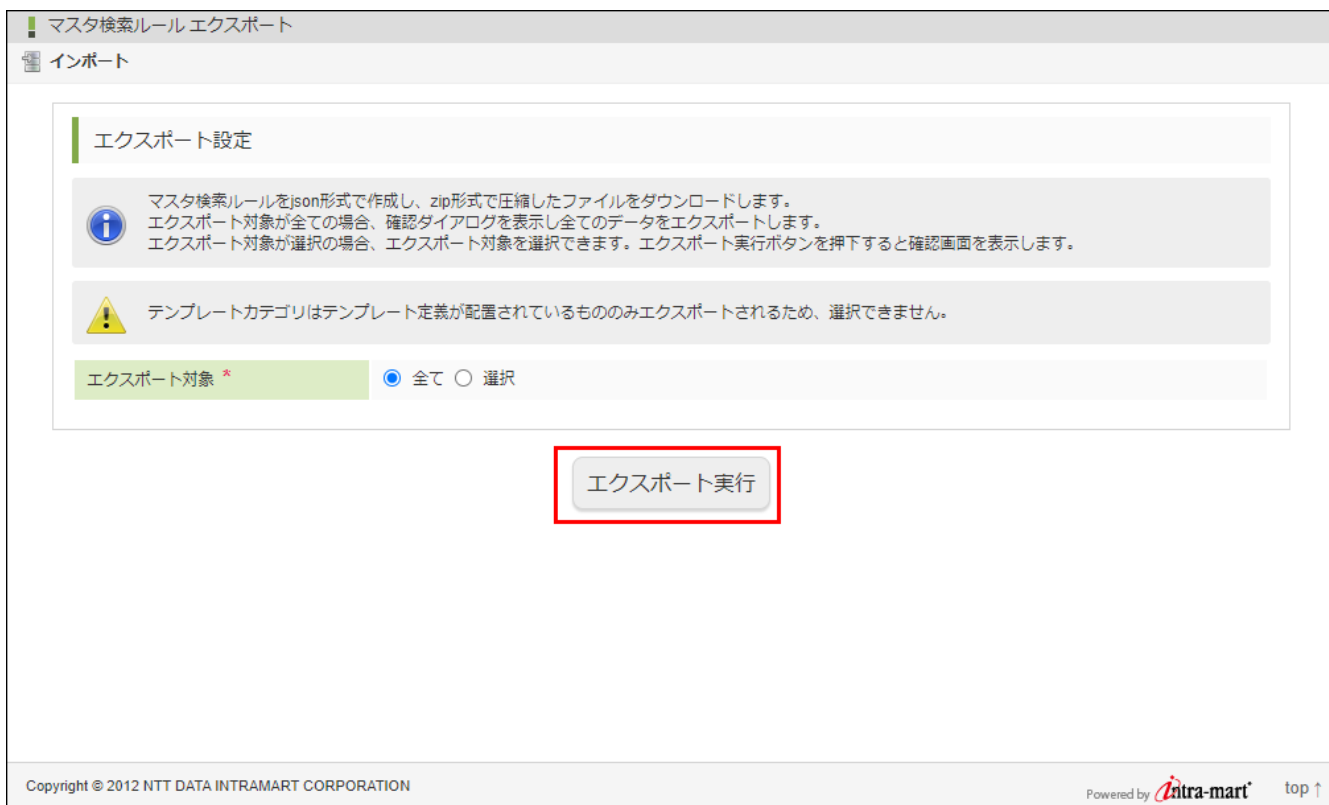 マスタ検索ルール エクスポート
インポート
エクスポート設定
マスタ検索ルールをjson形式で作成し、zip形式で圧縮したファイルをダウンロードします。
エクスポート対象が全ての場合、確認ダイアログを表示し全てのデータをエクスポートします。
エクスポート対象が選択の場合、エクスポート対象を選択できます。エクスポート実行ボタンを押下すると確認画面を表示します。
テンプレートカテゴリはテンプレート定義が配置されているもののみエクスポートされるため、選択できません。
エクスポート対象 * 全て 選択
エクスポート実行
Copyright © 2012 NTT DATA INTRAMART CORPORATION
Powered by intra-mart top ↑